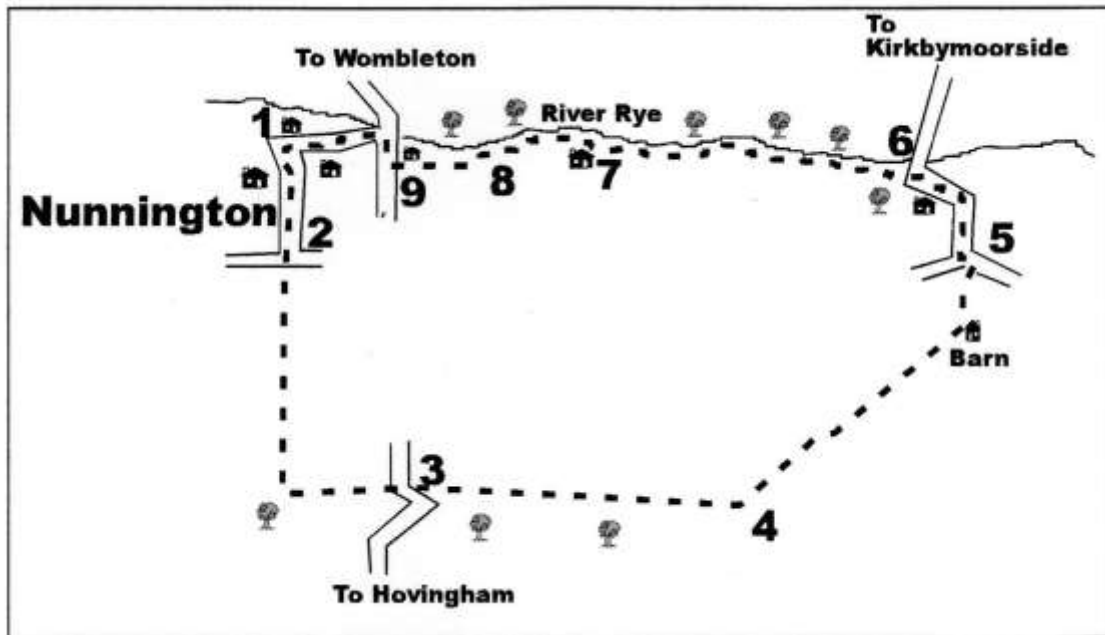 To
Kirkbymoorside
To Wombleton
River Rye
1
6
9
8
7
Nunnington
2
5
Barn
3
4
To Hovingham